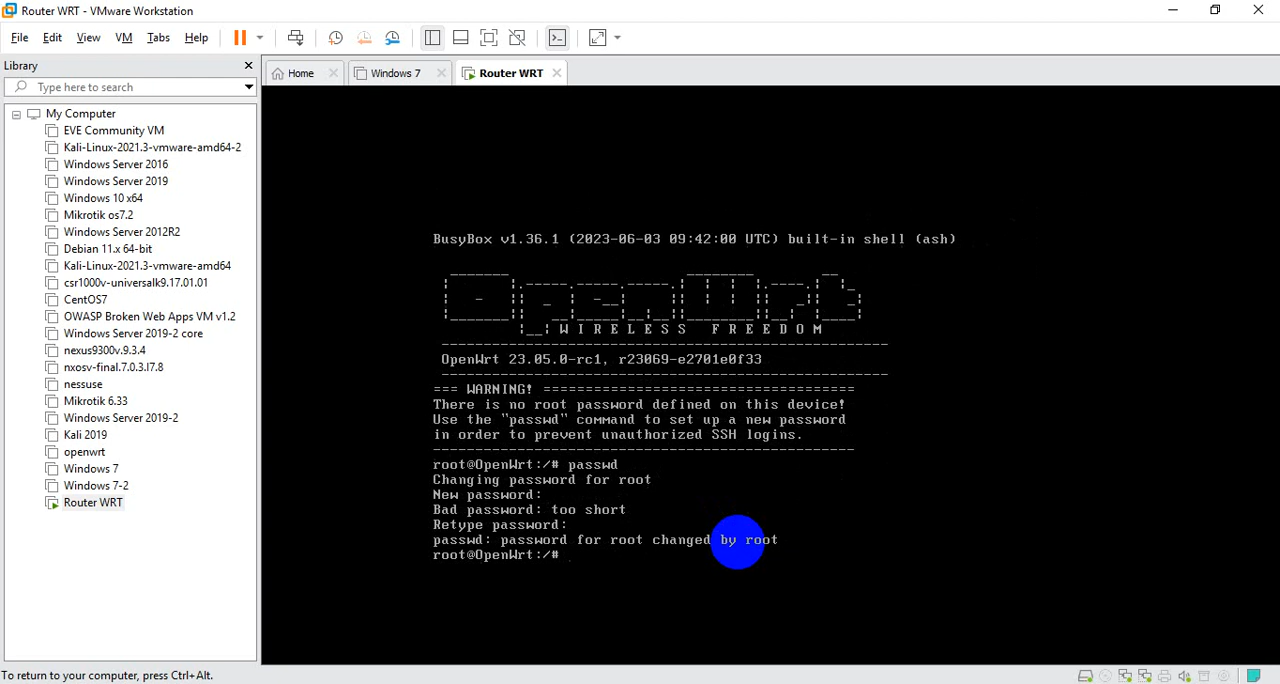 Router WRT - VMware Workstation
File Edit View VM Tabs Help
Library
Type here to search
My Computer
EVE Community VM
Kali-Linux-2021.3-vmware-amd64-2
Windows Server 2016
Windows Server 2019
Windows 10 x64
Mikrotik os7.2
Windows Server 2012R2
Debian 11.x 64-bit
Kali-Linux-2021.3-vmware-amd64
csr1000v-universalk9.17.01.01
CentOS7
OWASP Broken Web Apps VM v1.2
Windows Server 2019-2 core
nexus9300v.9.3.4
nxosv-final.7.0.3.I7.8
nessuse
Mikrotik 6.33
Windows Server 2019-2
Kali 2019
openwrt
Windows 7
Windows 7-2
Router WRT
Home Windows 7 Router WRT
BusyBox v1.36.1 (2023-06-03 09:42:00 UTC) built-in shell (ash)
OpenWrt
W I R E L E S S F R E E D O M
-----------------------------------------------------
OpenWrt 23.05.0-rc1, r23069-e2701e0f33
-----------------------------------------------------
=== WARNING! =====================================
There is no root password defined on this device!
Use the "passwd" command to set up a new password
in order to prevent unauthorized SSH logins.
--------------------------------------------------
root@OpenWrt:/# passwd
Changing password for root
New password:
Bad password: too short
Retype password:
passwd: password for root changed by root
root@OpenWrt:/#
To return to your computer, press Ctrl+Alt.